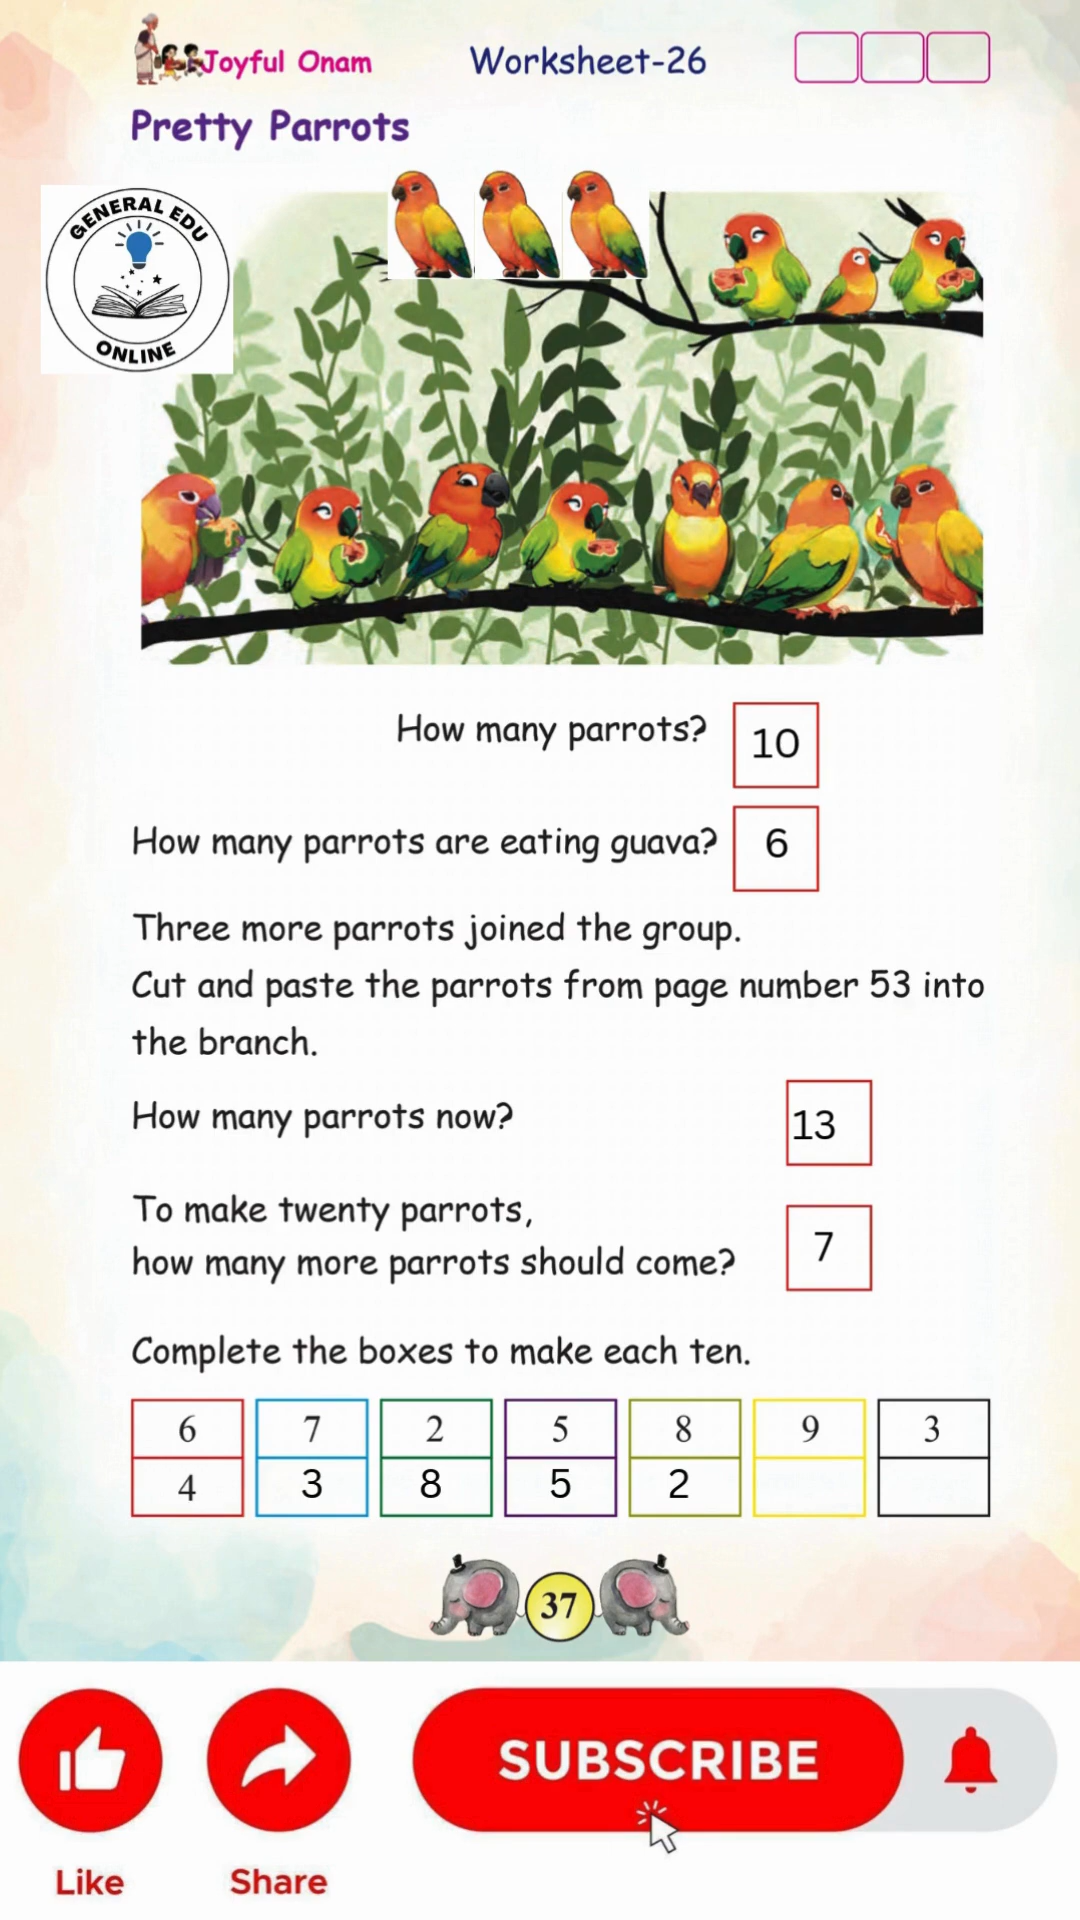 Joyful Onam
Worksheet-26
Pretty Parrots
GENERAL EDU
ONLINE
How many parrots? 10
How many parrots are eating guava? 6
Three more parrots joined the group.
Cut and paste the parrots from page number 53 into
the branch.
How many parrots now? 13
To make twenty parrots,
how many more parrots should come? 7
Complete the boxes to make each ten.
6 7 2 5 8 9 3
4 3 8 5 2
37
SUBSCRIBE
Like Share